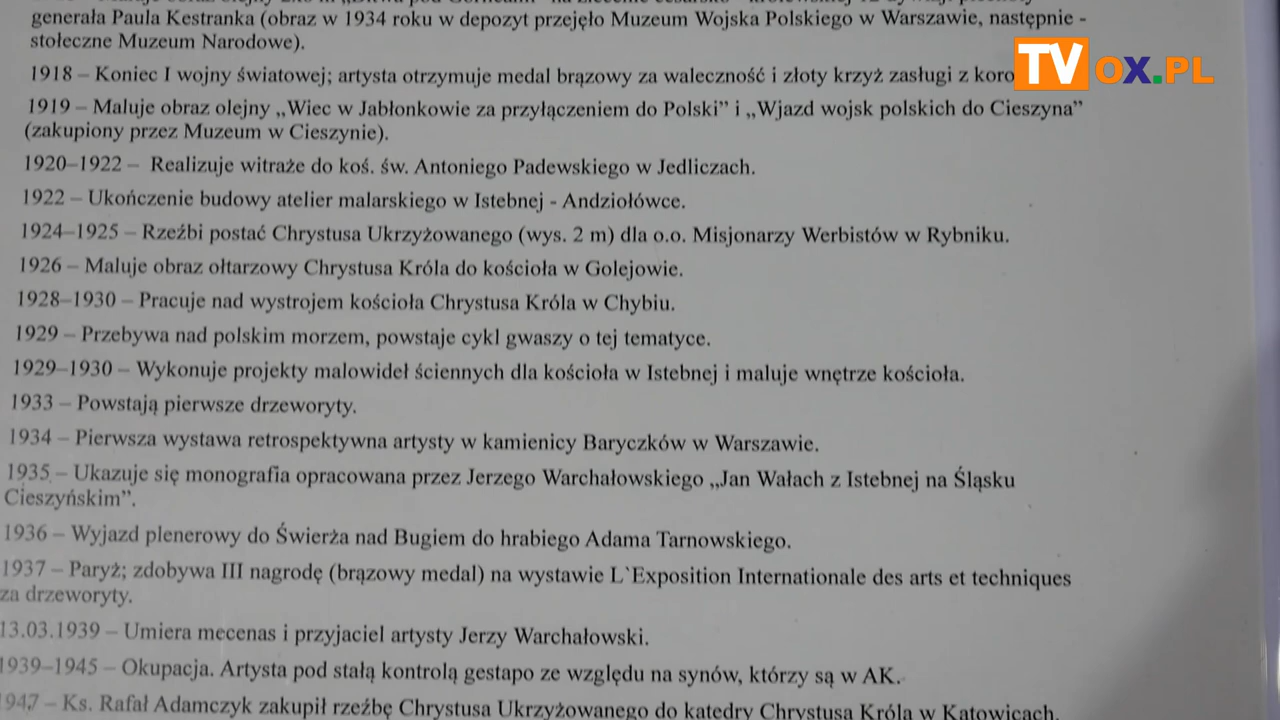 generała Paula Kestranka (obraz w 1934 roku w depozyt przejęło Muzeum Wojska Polskiego w Warszawie, następnie -
stołeczne Muzeum Narodowe).
1918 – Koniec I wojny światowej; artysta otrzymuje medal brązowy za waleczność i złoty krzyż zasługi z
1919 – Maluje obraz olejny „Wiec w Jabłonkowie za przyłączeniem do Polski” i „Wjazd wojsk polskich do Cieszyna”
(zakupiony przez Muzeum w Cieszynie).
1920–1922 – Realizuje witraże do koś. św. Antoniego Padewskiego w Jedliczach.
1922 – Ukończenie budowy atelier malarskiego w Istebnej - Andziołówce.
1924–1925 – Rzeźbi postać Chrystusa Ukrzyżowanego (wys. 2 m) dla o.o. Misjonarzy Werbistów w Rybniku.
1926 – Maluje obraz ołtarzowy Chrystusa Króla do kościoła w Golejowie.
1928–1930 – Pracuje nad wystrojem kościoła Chrystusa Króla w Chybiu.
1929 – Przebywa nad polskim morzem, powstaje cykl gwaszy o tej tematyce.
1929–1930 – Wykonuje projekty malowideł ściennych dla kościoła w Istebnej i maluje wnętrze kościoła.
1933 – Powstają pierwsze drzeworyty.
1934 – Pierwsza wystawa retrospektywna artysty w kamienicy Baryczków w Warszawie.
1935 – Ukazuje się monografia opracowana przez Jerzego Warchałowskiego „Jan Wałach z Istebnej na Śląsku
Cieszyńskim”.
1936 – Wyjazd plenerowy do Świerża nad Bugiem do hrabiego Adama Tarnowskiego.
1937 – Paryż; zdobywa III nagrodę (brązowy medal) na wystawie L`Exposition Internationale des arts et techniques
za drzeworyty.
13.03.1939 – Umiera mecenas i przyjaciel artysty Jerzy Warchałowski.
1939–1945 – Okupacja. Artysta pod stałą kontrolą gestapo ze względu na synów, którzy są w AK.
1947 – Ks. Rafał Adamczyk zakupił rzeźbę Chrystusa Ukrzyżowanego do katedry Chrystusa Króla w Katowicach.
TVOX.PL